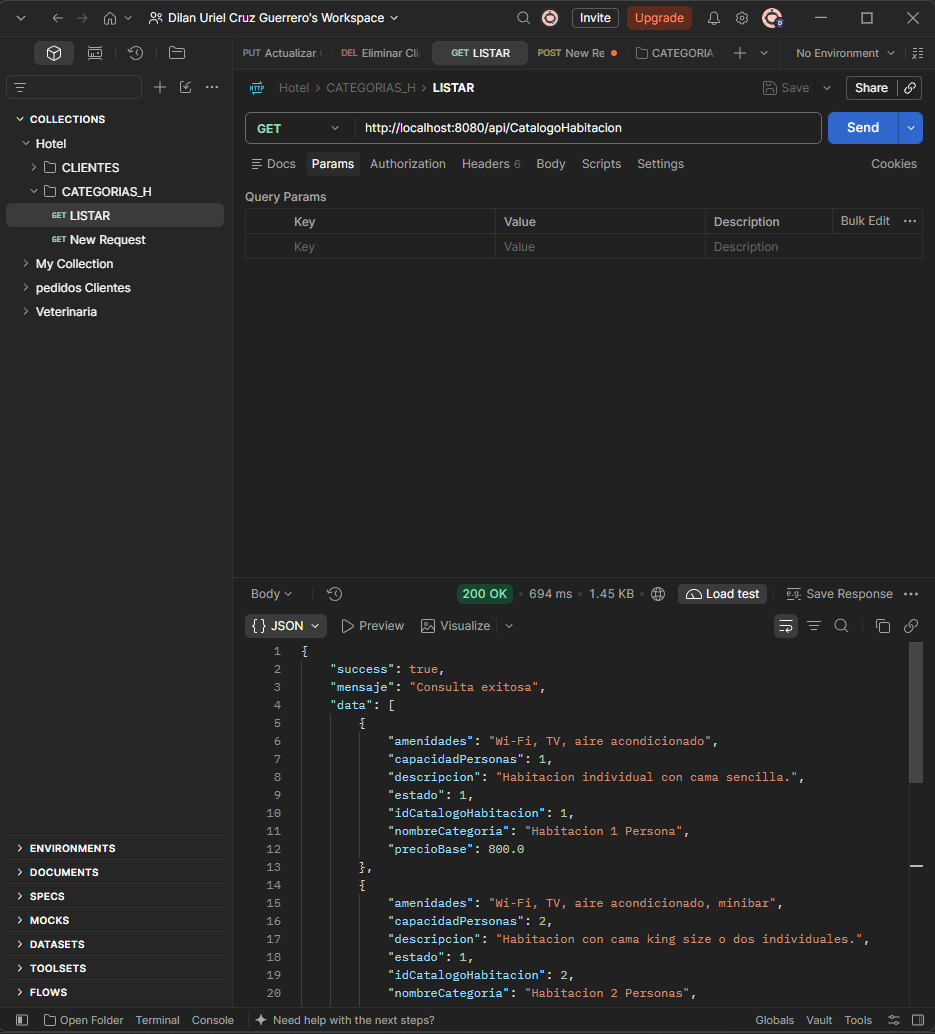 Dilan Uriel Cruz Guerrero's Workspace Invite Upgrade
PUT Actualizar DEL Eliminar Cli GET LISTAR POST New Re CATEGORIA No Environment
HTTP Hotel > CATEGORIAS_H > LISTAR Save Share
COLLECTIONS
Hotel
CLIENTES
CATEGORIAS_H
GET LISTAR
GET New Request
My Collection
pedidos Clientes
Veterinaria
ENVIRONMENTS
DOCUMENTS
SPECS
MOCKS
DATASETS
TOOLSETS
FLOWS
GET http://localhost:8080/api/CatalogoHabitacion Send
Docs Params Authorization Headers 6 Body Scripts Settings Cookies
Query Params
Key Value Description Bulk Edit
Key Value Description
Body 200 OK • 694 ms • 1.45 KB • Load test e.g. Save Response
{} JSON Preview Visualize
1 {
2 "success": true,
3 "mensaje": "Consulta exitosa",
4 "data": [
5 {
6 "amenidades": "Wi-Fi, TV, aire acondicionado",
7 "capacidadPersonas": 1,
8 "descripcion": "Habitacion individual con cama sencilla.",
9 "estado": 1,
10 "idCatalogoHabitacion": 1,
11 "nombreCategoria": "Habitacion 1 Persona",
12 "precioBase": 800.0
13 },
14 {
15 "amenidades": "Wi-Fi, TV, aire acondicionado, minibar",
16 "capacidadPersonas": 2,
17 "descripcion": "Habitacion con cama king size o dos individuales.",
18 "estado": 1,
19 "idCatalogoHabitacion": 2,
20 "nombreCategoria": "Habitacion 2 Personas",
Open Folder Terminal Console Need help with the next steps? Globals Vault Tools